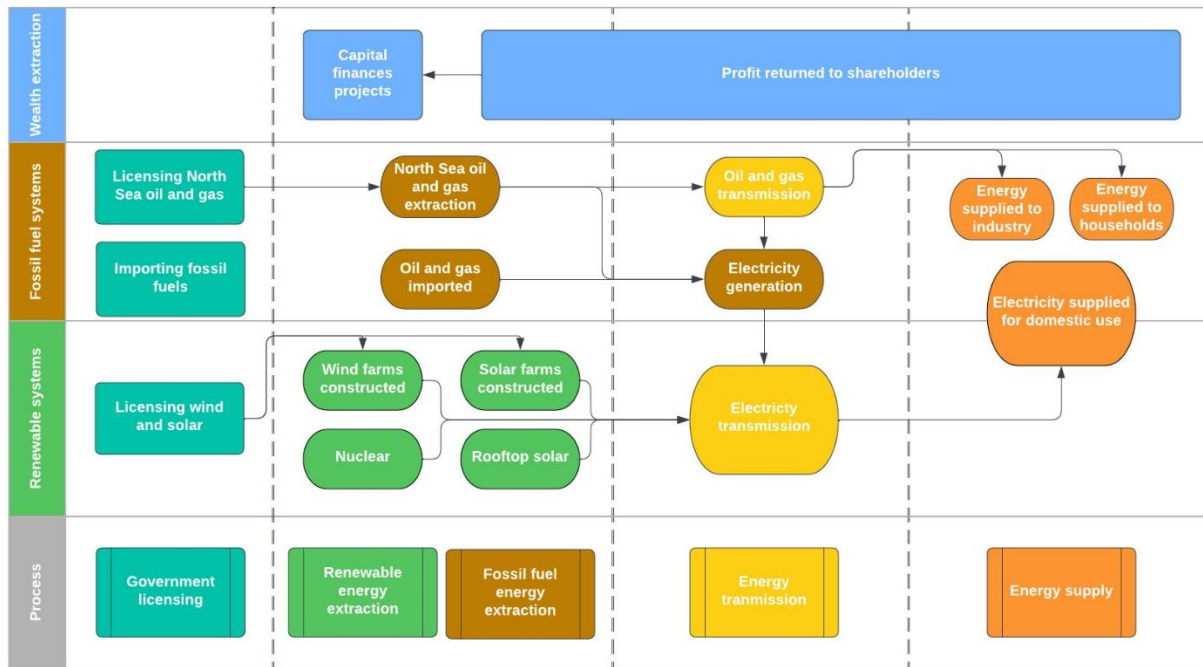 Wealth extraction
Capital
finances
projects
Profit returned to shareholders
Fossil fuel systems
Licensing North
Sea oil and gas
North Sea oil
and gas
extraction
Oil and gas
transmission
Energy
supplied to
industry
Energy
supplied to
households
Importing fossil
fuels
Oil and gas
imported
Electricity
generation
Electricity supplied
for domestic use
Renewable systems
Licensing wind
and solar
Wind farms
constructed
Solar farms
constructed
Electricty
transmission
Nuclear
Rooftop solar
Process
Government
licensing
Renewable
energy
extraction
Fossil fuel
energy
extraction
Energy
tranmission
Energy supply